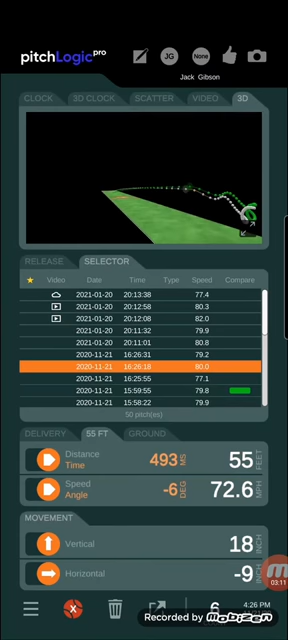 pitchLogic pro
JG
None
Jack Gibson
CLOCK 3D CLOCK SCATTER VIDEO 3D
RELEASE SELECTOR
Video Date Time Type Speed Compare
2021-01-20 20:13:38 77.4
2021-01-20 20:12:58 80.3
2021-01-20 20:12:08 82.0
2021-01-20 20:11:32 79.9
2021-01-20 20:11:01 80.8
2020-11-21 16:26:31 79.2
2020-11-21 16:26:18 80.0
2020-11-21 16:25:55 77.1
2020-11-21 15:59:55 79.8
2020-11-21 15:58:22 79.9
50 pitch(es)
DELIVERY 55 FT GROUND
Distance
Time
493 MS
55 FEET
Speed
Angle
-6 DEG
72.6 MPH
MOVEMENT
Vertical
18 INCH
Horizontal
-9 INCH
03:11
4:26 PM
Recorded by MOBIZEN